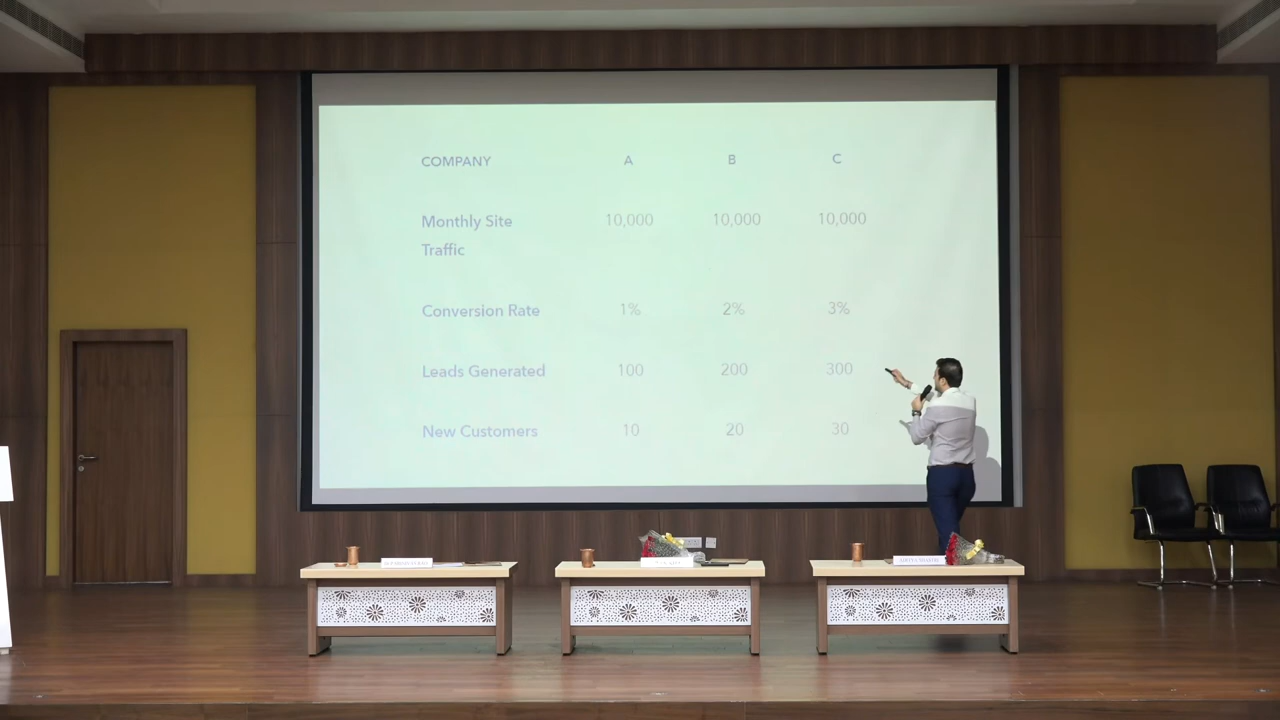 COMPANY A B C
Monthly Site 10,000 10,000 10,000
Traffic
Conversion Rate 1% 2% 3%
Leads Generated 100 200 300
New Customers 10 20 30